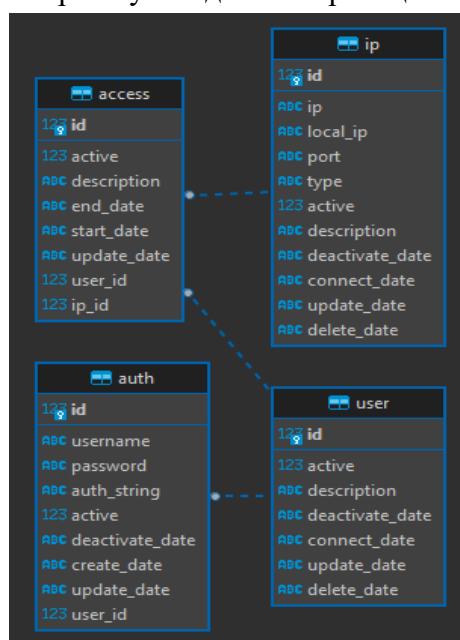 access
123 id
123 active
ABC description
ABC end_date
ABC start_date
ABC update_date
123 user_id
123 ip_id
ip
123 id
ABC ip
ABC local_ip
ABC port
ABC type
123 active
ABC description
ABC deactivate_date
ABC connect_date
ABC update_date
ABC delete_date
auth
123 id
ABC username
ABC password
ABC auth_string
123 active
ABC deactivate_date
ABC create_date
ABC update_date
123 user_id
user
123 id
123 active
ABC description
ABC deactivate_date
ABC connect_date
ABC update_date
ABC delete_date